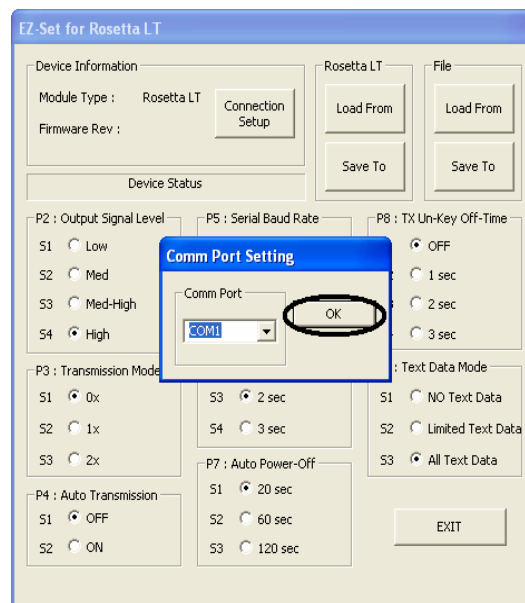 EZ-Set for Rosetta LT
Device Information
Module Type : Rosetta LT
Firmware Rev :
Connection
Setup
Rosetta LT
Load From
Save To
File
Load From
Save To
Device Status
P2 : Output Signal Level
S1 Low
S2 Med
S3 Med-High
S4 High
P5 : Serial Baud Rate
P8 : TX Un-Key Off-Time
OFF
1 sec
2 sec
3 sec
Comm Port Setting
Comm Port
COM1
OK
P3 : Transmission Mode
S1 0x
S2 1x
S3 2x
S3 2 sec
S4 3 sec
: Text Data Mode
S1 NO Text Data
S2 Limited Text Data
S3 All Text Data
P4 : Auto Transmission
S1 OFF
S2 ON
P7 : Auto Power-Off
S1 20 sec
S2 60 sec
S3 120 sec
EXIT